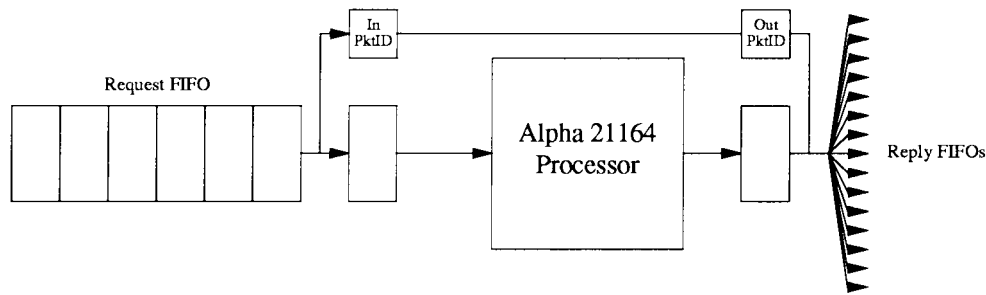 In
PktID
Out
PktID
Request FIFO
Alpha 21164
Processor
Reply FIFOs